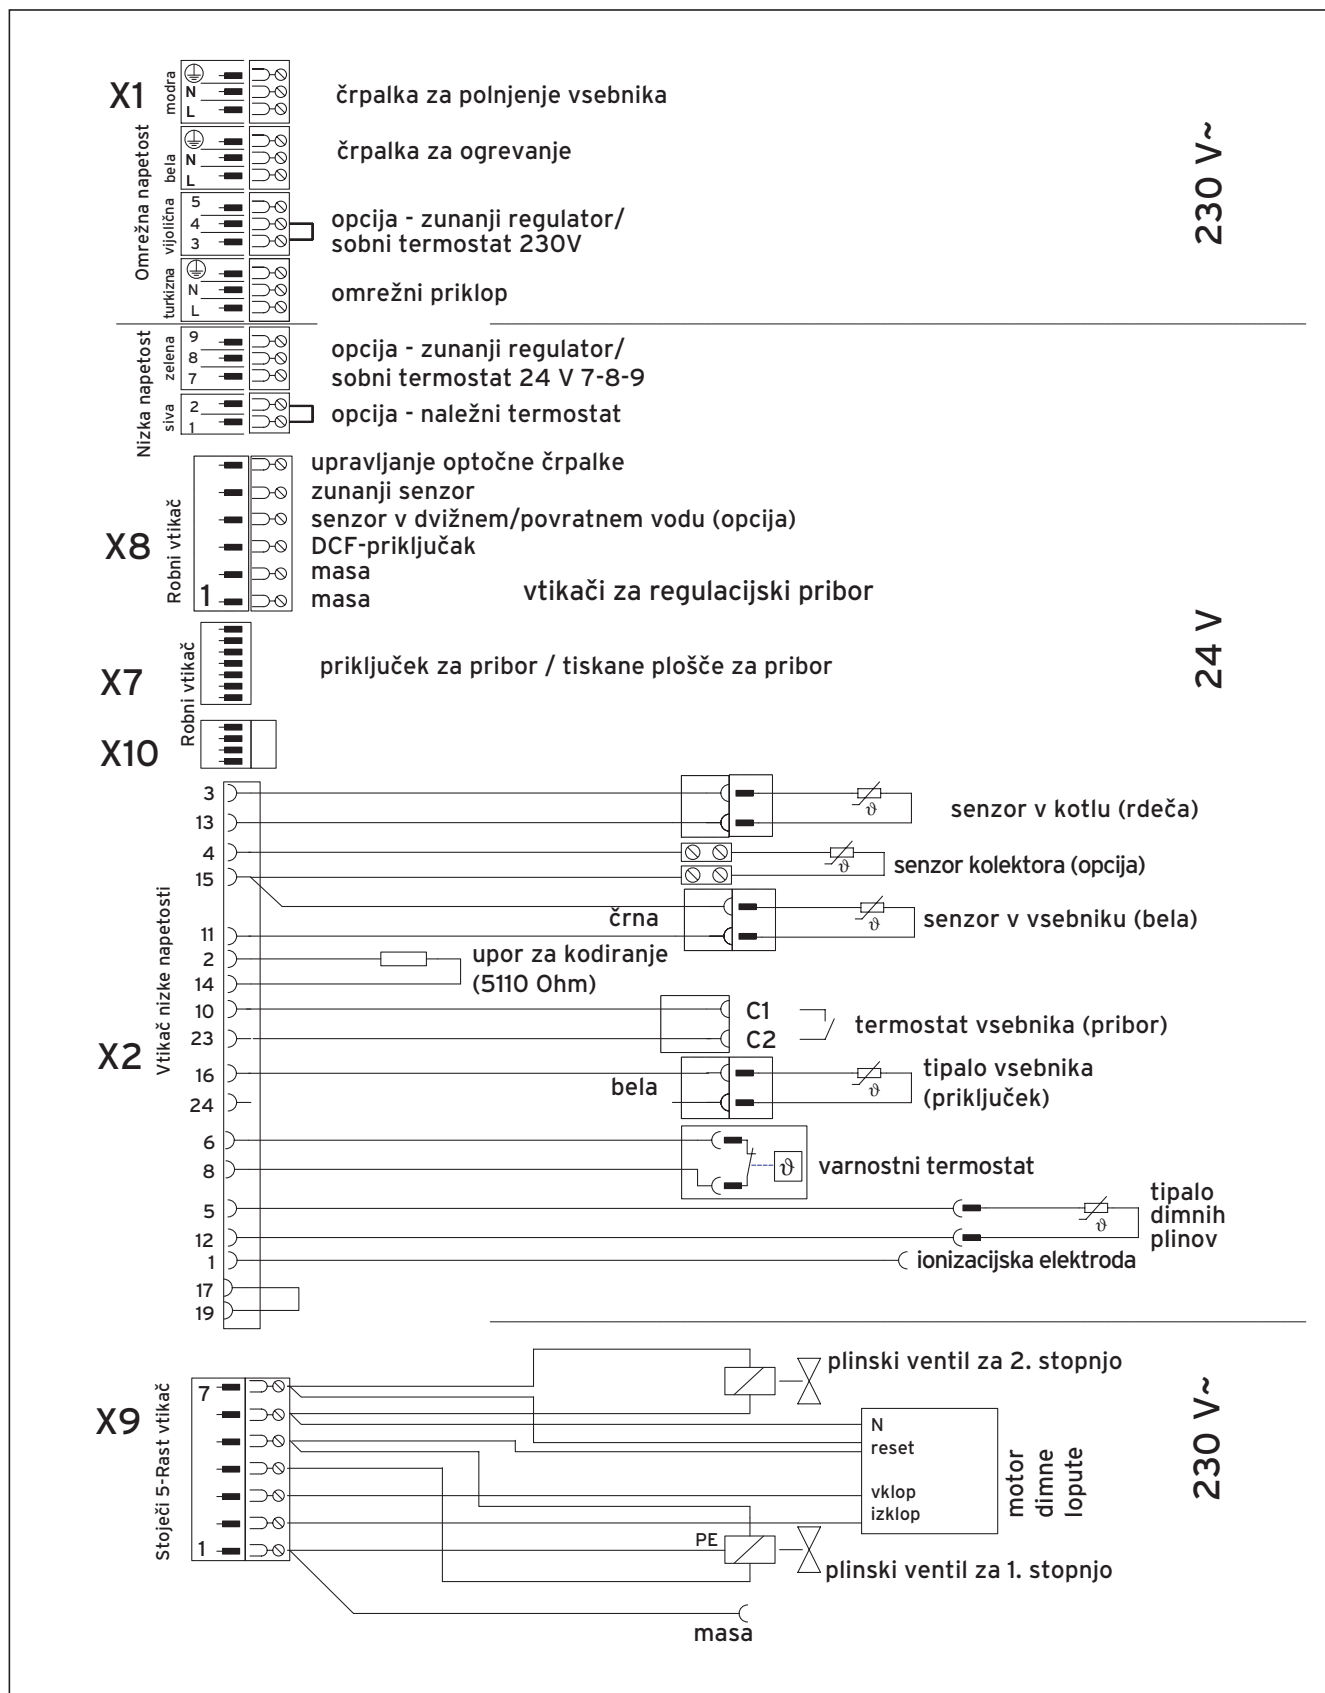 X1
Omrežna napetost
modra
N
L
črpalka za polnjenje vsebnika
bela
N
L
črpalka za ogrevanje
vijolična
5
4
3
opcija - zunanji regulator/
sobni termostat 230V
turkizna
N
L
omrežni priklop
230 V~
Nizka napetost
zelena
9
8
7
opcija - zunanji regulator/
sobni termostat 24 V 7-8-9
siva
2
1
opcija - naležni termostat
X8
Robni vtikač
1
upravljanje optočne črpalke
zunanji senzor
senzor v dvižnem/povratnem vodu (opcija)
DCF-priključak
masa
masa
vtikači za regulacijski pribor
24 V
X7
Robni vtikač
priključek za pribor / tiskane plošče za pribor
X10
X2
Vtikač nizke napetosti
3
13
ϑ
senzor v kotlu (rdeča)
4
15
ϑ
senzor kolektora (opcija)
11
črna
ϑ
senzor v vsebniku (bela)
2
14
upor za kodiranje
(5110 Ohm)
10
23
C1
C2
termostat vsebnika (pribor)
16
24
bela
ϑ
tipalo vsebnika
(priključek)
6
8
ϑ
varnostni termostat
5
12
ϑ
tipalo
dimnih
plinov
1
ionizacijska elektroda
17
19
X9
Stoječi 5-Rast vtikač
7
1
plinski ventil za 2. stopnjo
N
reset
vklop
izklop
motor
dimne
lopute
PE
plinski ventil za 1. stopnjo
masa
230 V~